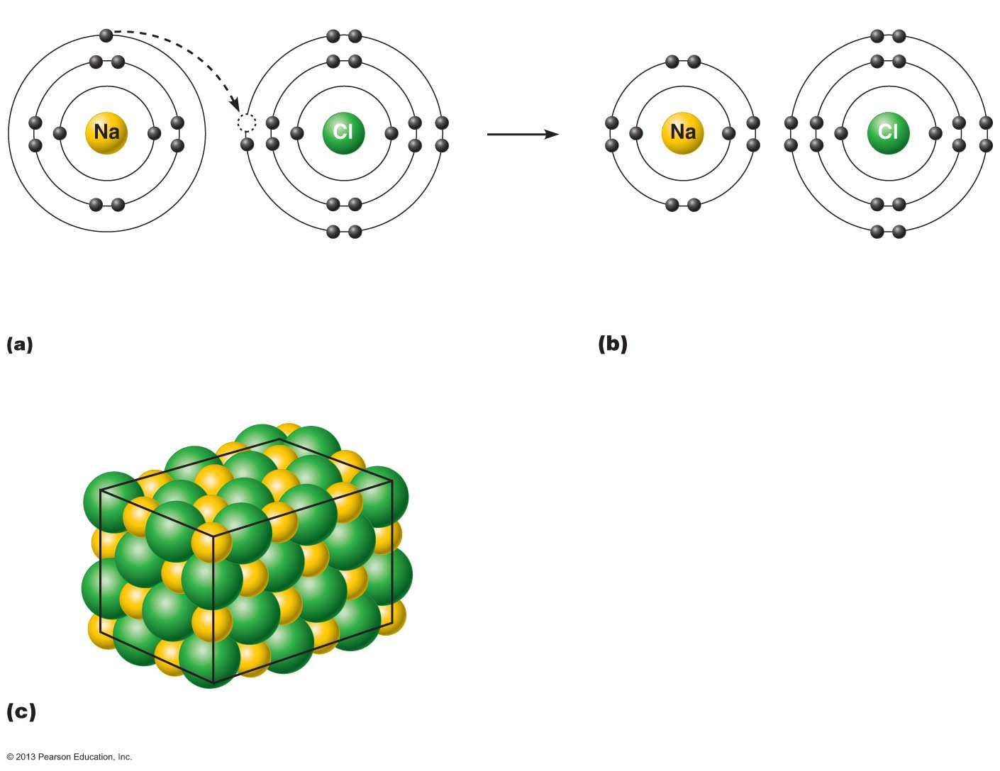 Na
Cl
Na
Cl
(a)
(b)
(c)
© 2013 Pearson Education, Inc.